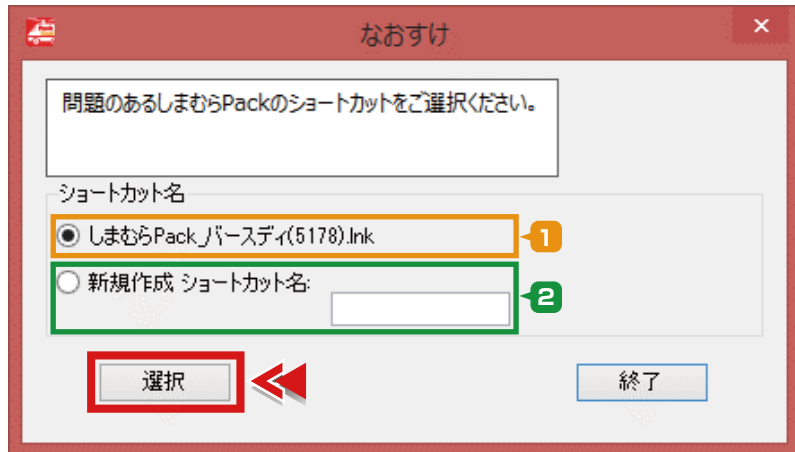 なおすけ
問題のあるしまむらPackのショートカットをご選択ください。
ショートカット名
しまむらPack_バースディ(5178).lnk
1
新規作成 ショートカット名:
2
選択
終了